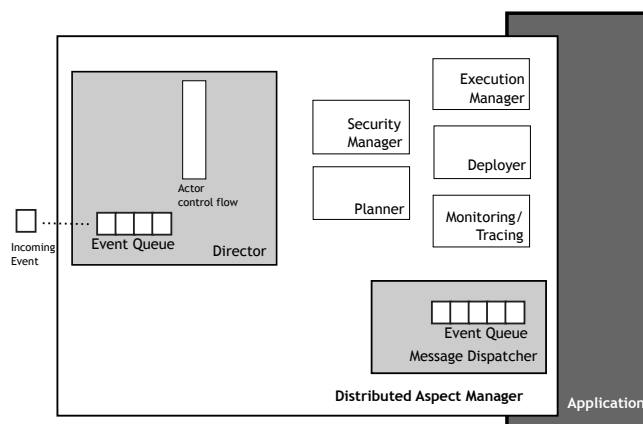 Execution
Manager
Security
Manager
Deployer
Actor
control flow
Planner
Monitoring/
Tracing
Incoming
Event
Event Queue
Director
Event Queue
Message Dispatcher
Distributed Aspect Manager
Application